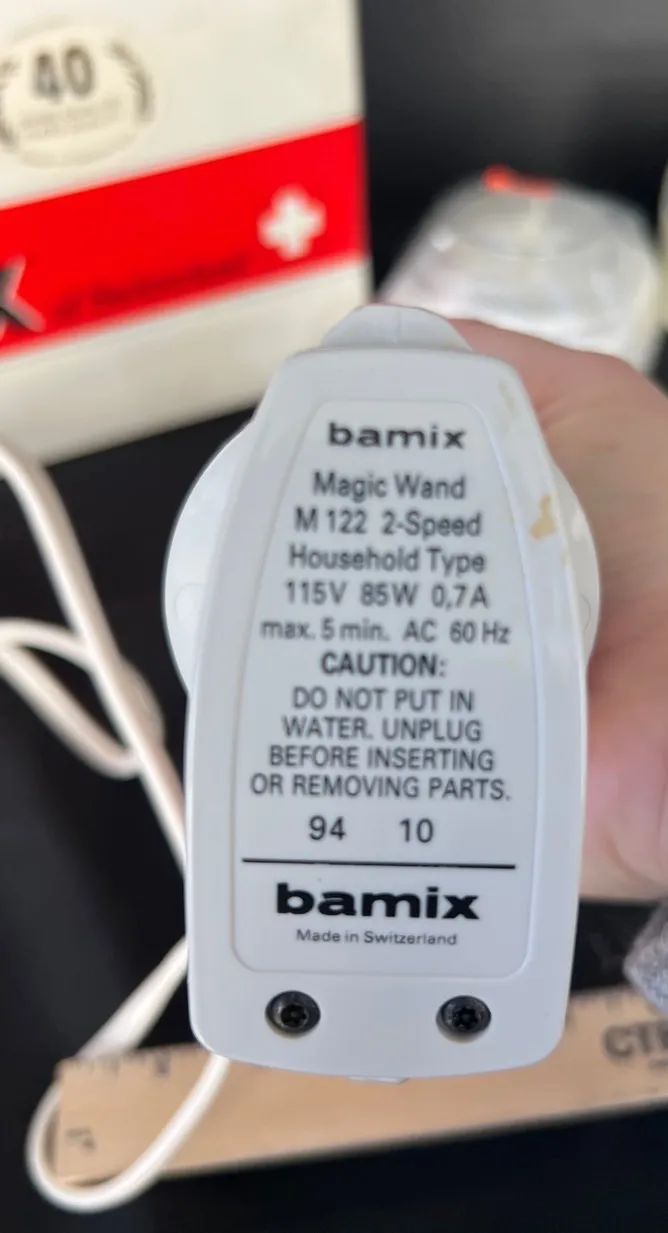 40
bamix
Magic Wand
M 122 2-Speed
Household Type
115V 85W 0,7A
max. 5 min. AC 60 Hz
CAUTION:
DO NOT PUT IN
WATER. UNPLUG
BEFORE INSERTING
OR REMOVING PARTS.
94 10
bamix
Made in Switzerland